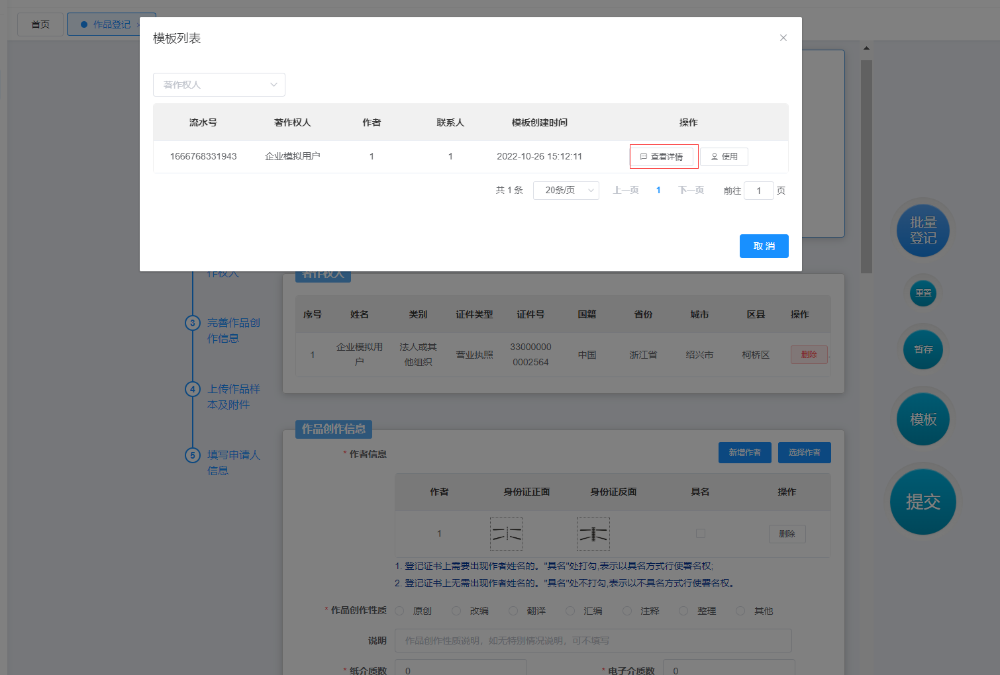 首页
作品登记
模板列表
著作权人
流水号 著作权人 作者 联系人 模板创建时间 操作
1666768331943 企业模拟用户 1 1 2022-10-26 15:12:11 查看详情 使用
共 1 条 20条/页 上一页 1 下一页 前往 1 页
取 消
批量
登记
重置
暂存
模板
提交
作权人
3 完善作品创
作信息
4 上传作品样
本及附件
5 填写申请人
信息
著作权人
序号 姓名 类别 证件类型 证件号 国籍 省份 城市 区县 操作
1 企业模拟用
户 法人或其
他组织 营业执照 33000000
0002564 中国 浙江省 绍兴市 柯桥区 删除
作品创作信息
* 作者信息 新增作者 选择作者
作者 身份证正面 身份证反面 具名 操作
1 删除
1. 登记证书上需要出现作者姓名的。"具名"处打勾,表示以具名方式行使署名权;
2. 登记证书上无需出现作者姓名的。"具名"处不打勾,表示以不具名方式行使署名权。
* 作品创作性质 原创 改编 翻译 汇编 注释 整理 其他
说明 作品创作性质说明，如无特别情况说明，可不填写
* 纸介质数 0 * 电子介质数 0